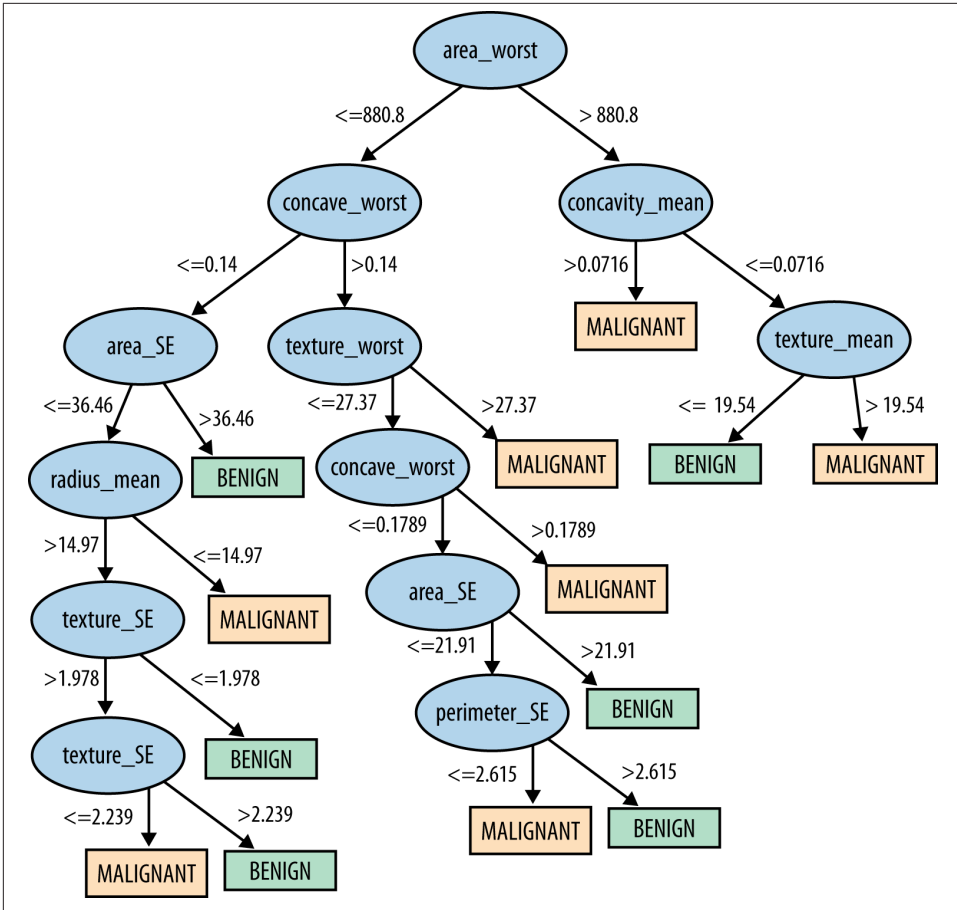 area_worst
<=880.8
> 880.8
concave_worst
concavity_mean
<=0.14
>0.14
>0.0716
<=0.0716
MALIGNANT
area_SE
texture_worst
texture_mean
<=36.46
>36.46
<=27.37
>27.37
<= 19.54
> 19.54
radius_mean
BENIGN
concave_worst
MALIGNANT
BENIGN
MALIGNANT
>14.97
<=14.97
<=0.1789
>0.1789
texture_SE
MALIGNANT
area_SE
MALIGNANT
>1.978
<=1.978
<=21.91
>21.91
texture_SE
BENIGN
perimeter_SE
BENIGN
<=2.239
>2.239
<=2.615
>2.615
MALIGNANT
BENIGN
MALIGNANT
BENIGN